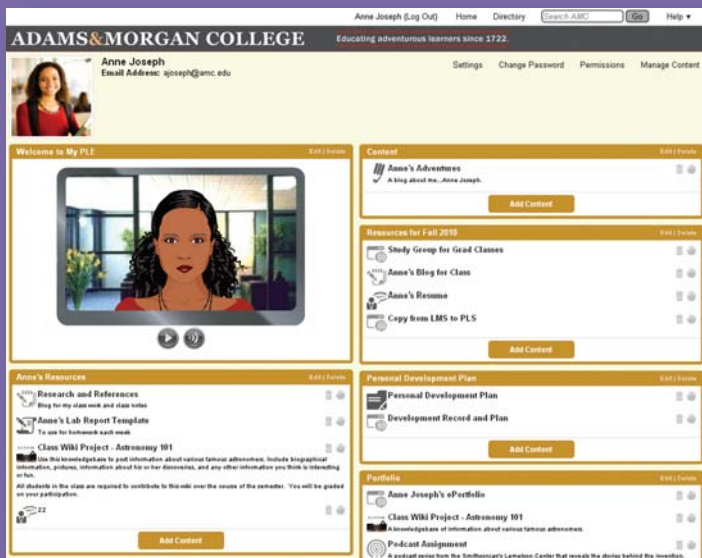 Anne Joseph (Log Out) Home Directory Search AMC Go Help ▾
ADAMS&MORGAN COLLEGE Educating adventurous learners since 1722.
Anne Joseph
Email Address: ajoseph@amc.edu
Settings Change Password Permissions Manage Content
Welcome to My PLE Edit | Delete
Anne's Resources Edit | Delete
Research and References
Blog for my class work and class notes
Anne's Lab Report Template
To use for homework each week
Class Wiki Project - Astronomy 101
Use this knowledgebase to post information about various famous astronomers. Include biographical
information, pictures, information about his or her discoveries, and any other information you think is interesting
or fun.
All students in the class are required to contribute to this wiki over the course of the semester. You will be graded
on your participation.
zz
Add Content
Content Edit | Delete
Anne's Adventures
A blog about me...Anne Joseph.
Add Content
Resources for Fall 2010 Edit | Delete
Study Group for Grad Classes
Anne's Blog for Class
Anne's Resume
Copy from LMS to PLS
Add Content
Personal Development Plan Edit | Delete
Personal Development Plan
Development Record and Plan
Add Content
Portfolio Edit | Delete
Anne Joseph's ePortfolio
Class Wiki Project - Astronomy 101
A knowledgebase of information about various famous astronomers.
Podcast Assignment
A podcast series from the Smithsonian's Lemelson Center that reveals the stories behind the invention.